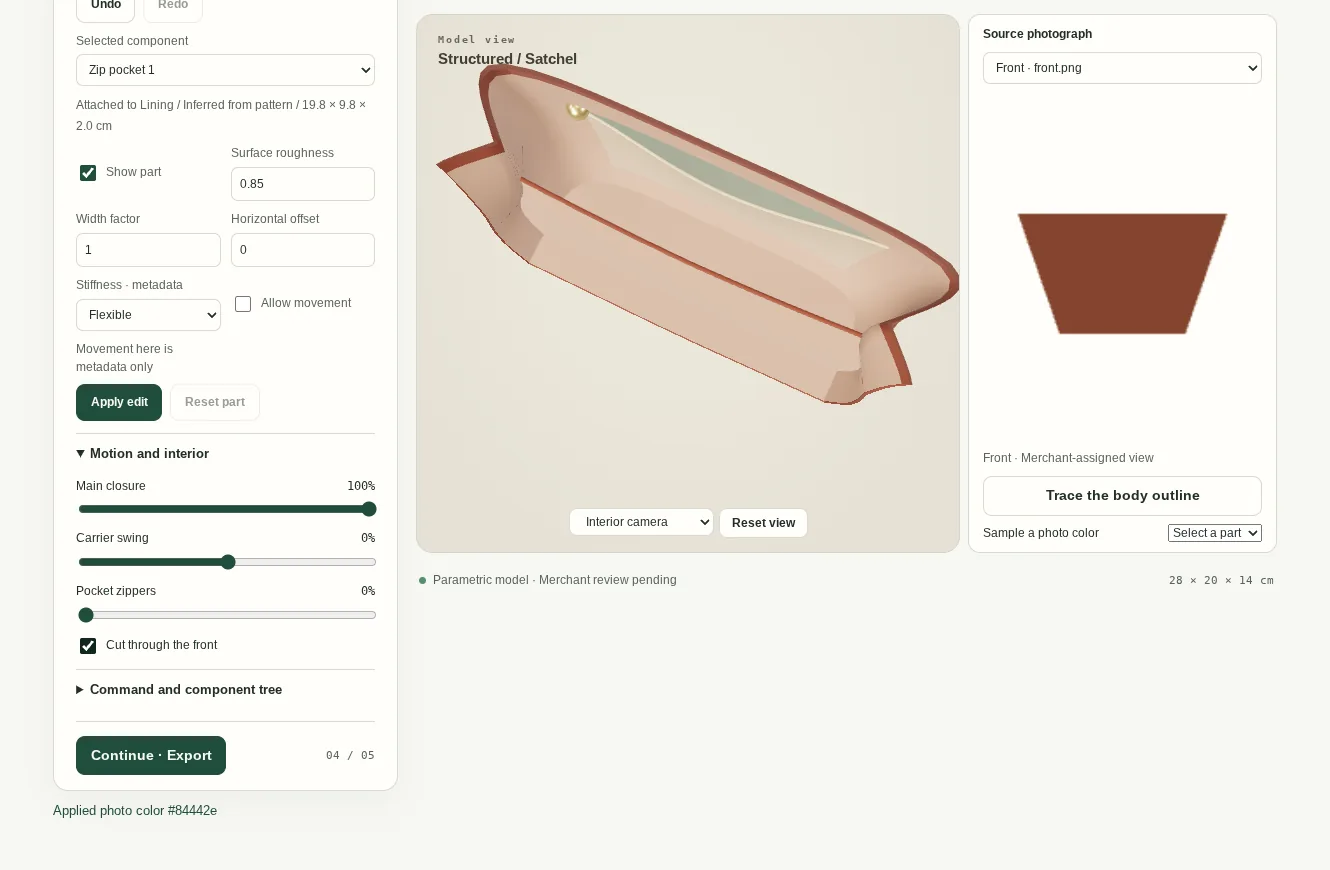 Undo
Redo
Selected component
Zip pocket 1
Attached to Lining / Inferred from pattern / 19.8 × 9.8 ×
2.0 cm
Show part
Surface roughness
0.85
Width factor
Horizontal offset
1
0
Stiffness · metadata
Flexible
Allow movement
Movement here is
metadata only
Apply edit
Reset part
▼ Motion and interior
Main closure
100%
Carrier swing
0%
Pocket zippers
0%
Cut through the front
▶ Command and component tree
Continue · Export
04 / 05
Applied photo color #84442e
Model view
Structured / Satchel
Interior camera
Reset view
Parametric model · Merchant review pending
28 × 20 × 14 cm
Source photograph
Front · front.png
Front · Merchant-assigned view
Trace the body outline
Sample a photo color
Select a part